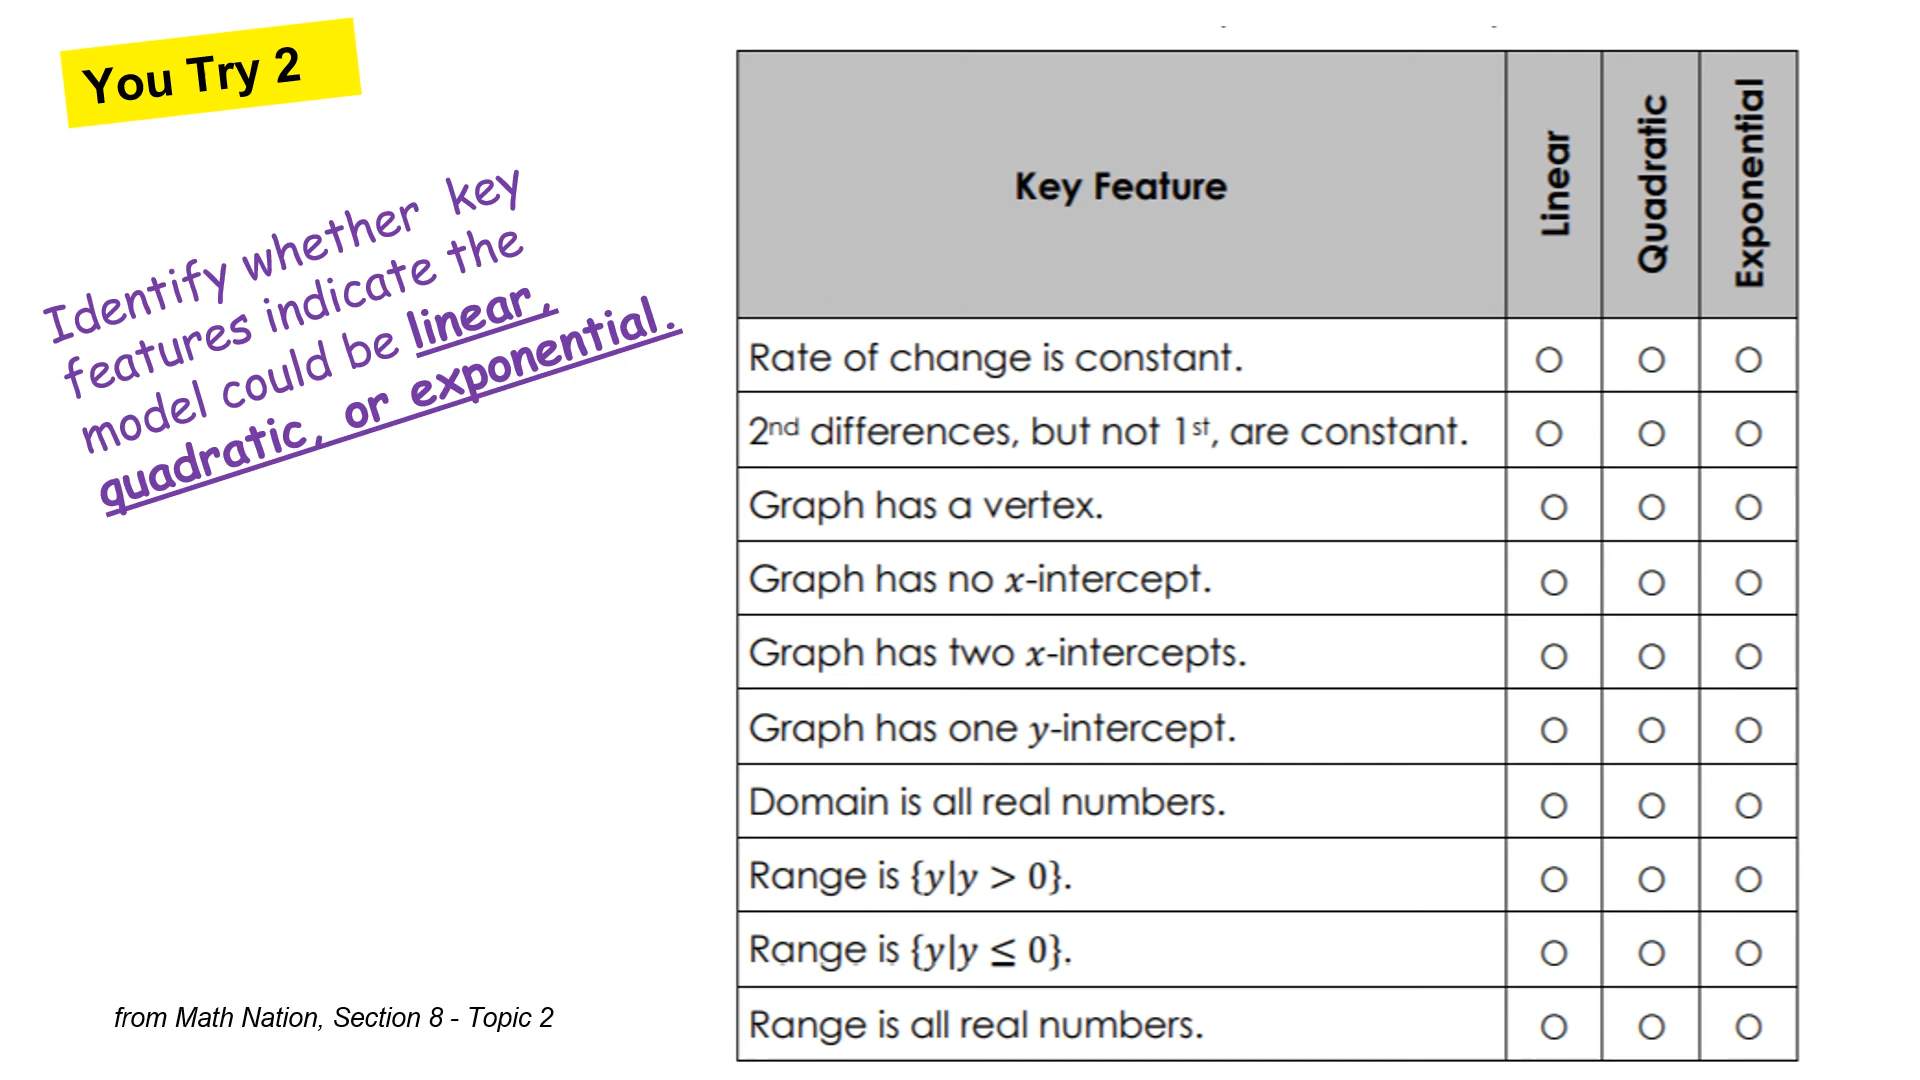 You Try 2
Identify whether key
features indicate the
model could be linear,
quadratic, or exponential.
from Math Nation, Section 8 - Topic 2
Key Feature
Linear
Quadratic
Exponential
Rate of change is constant.
2nd differences, but not 1st, are constant.
Graph has a vertex.
Graph has no x-intercept.
Graph has two x-intercepts.
Graph has one y-intercept.
Domain is all real numbers.
Range is {y|y > 0}.
Range is {y|y ≤ 0}.
Range is all real numbers.